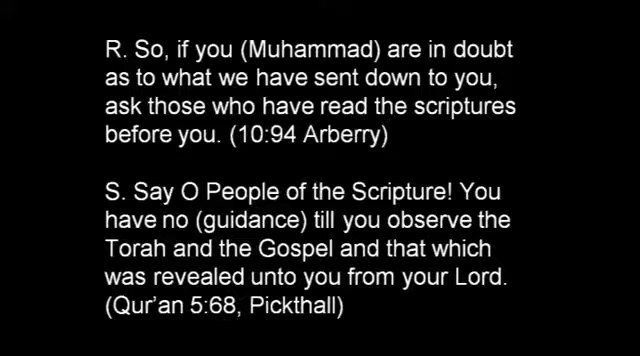 R. So, if you (Muhammad) are in doubt
as to what we have sent down to you,
ask those who have read the scriptures
before you. (10:94 Arberry)
S. Say O People of the Scripture! You
have no (guidance) till you observe the
Torah and the Gospel and that which
was revealed unto you from your Lord.
(Qur’an 5:68, Pickthall)